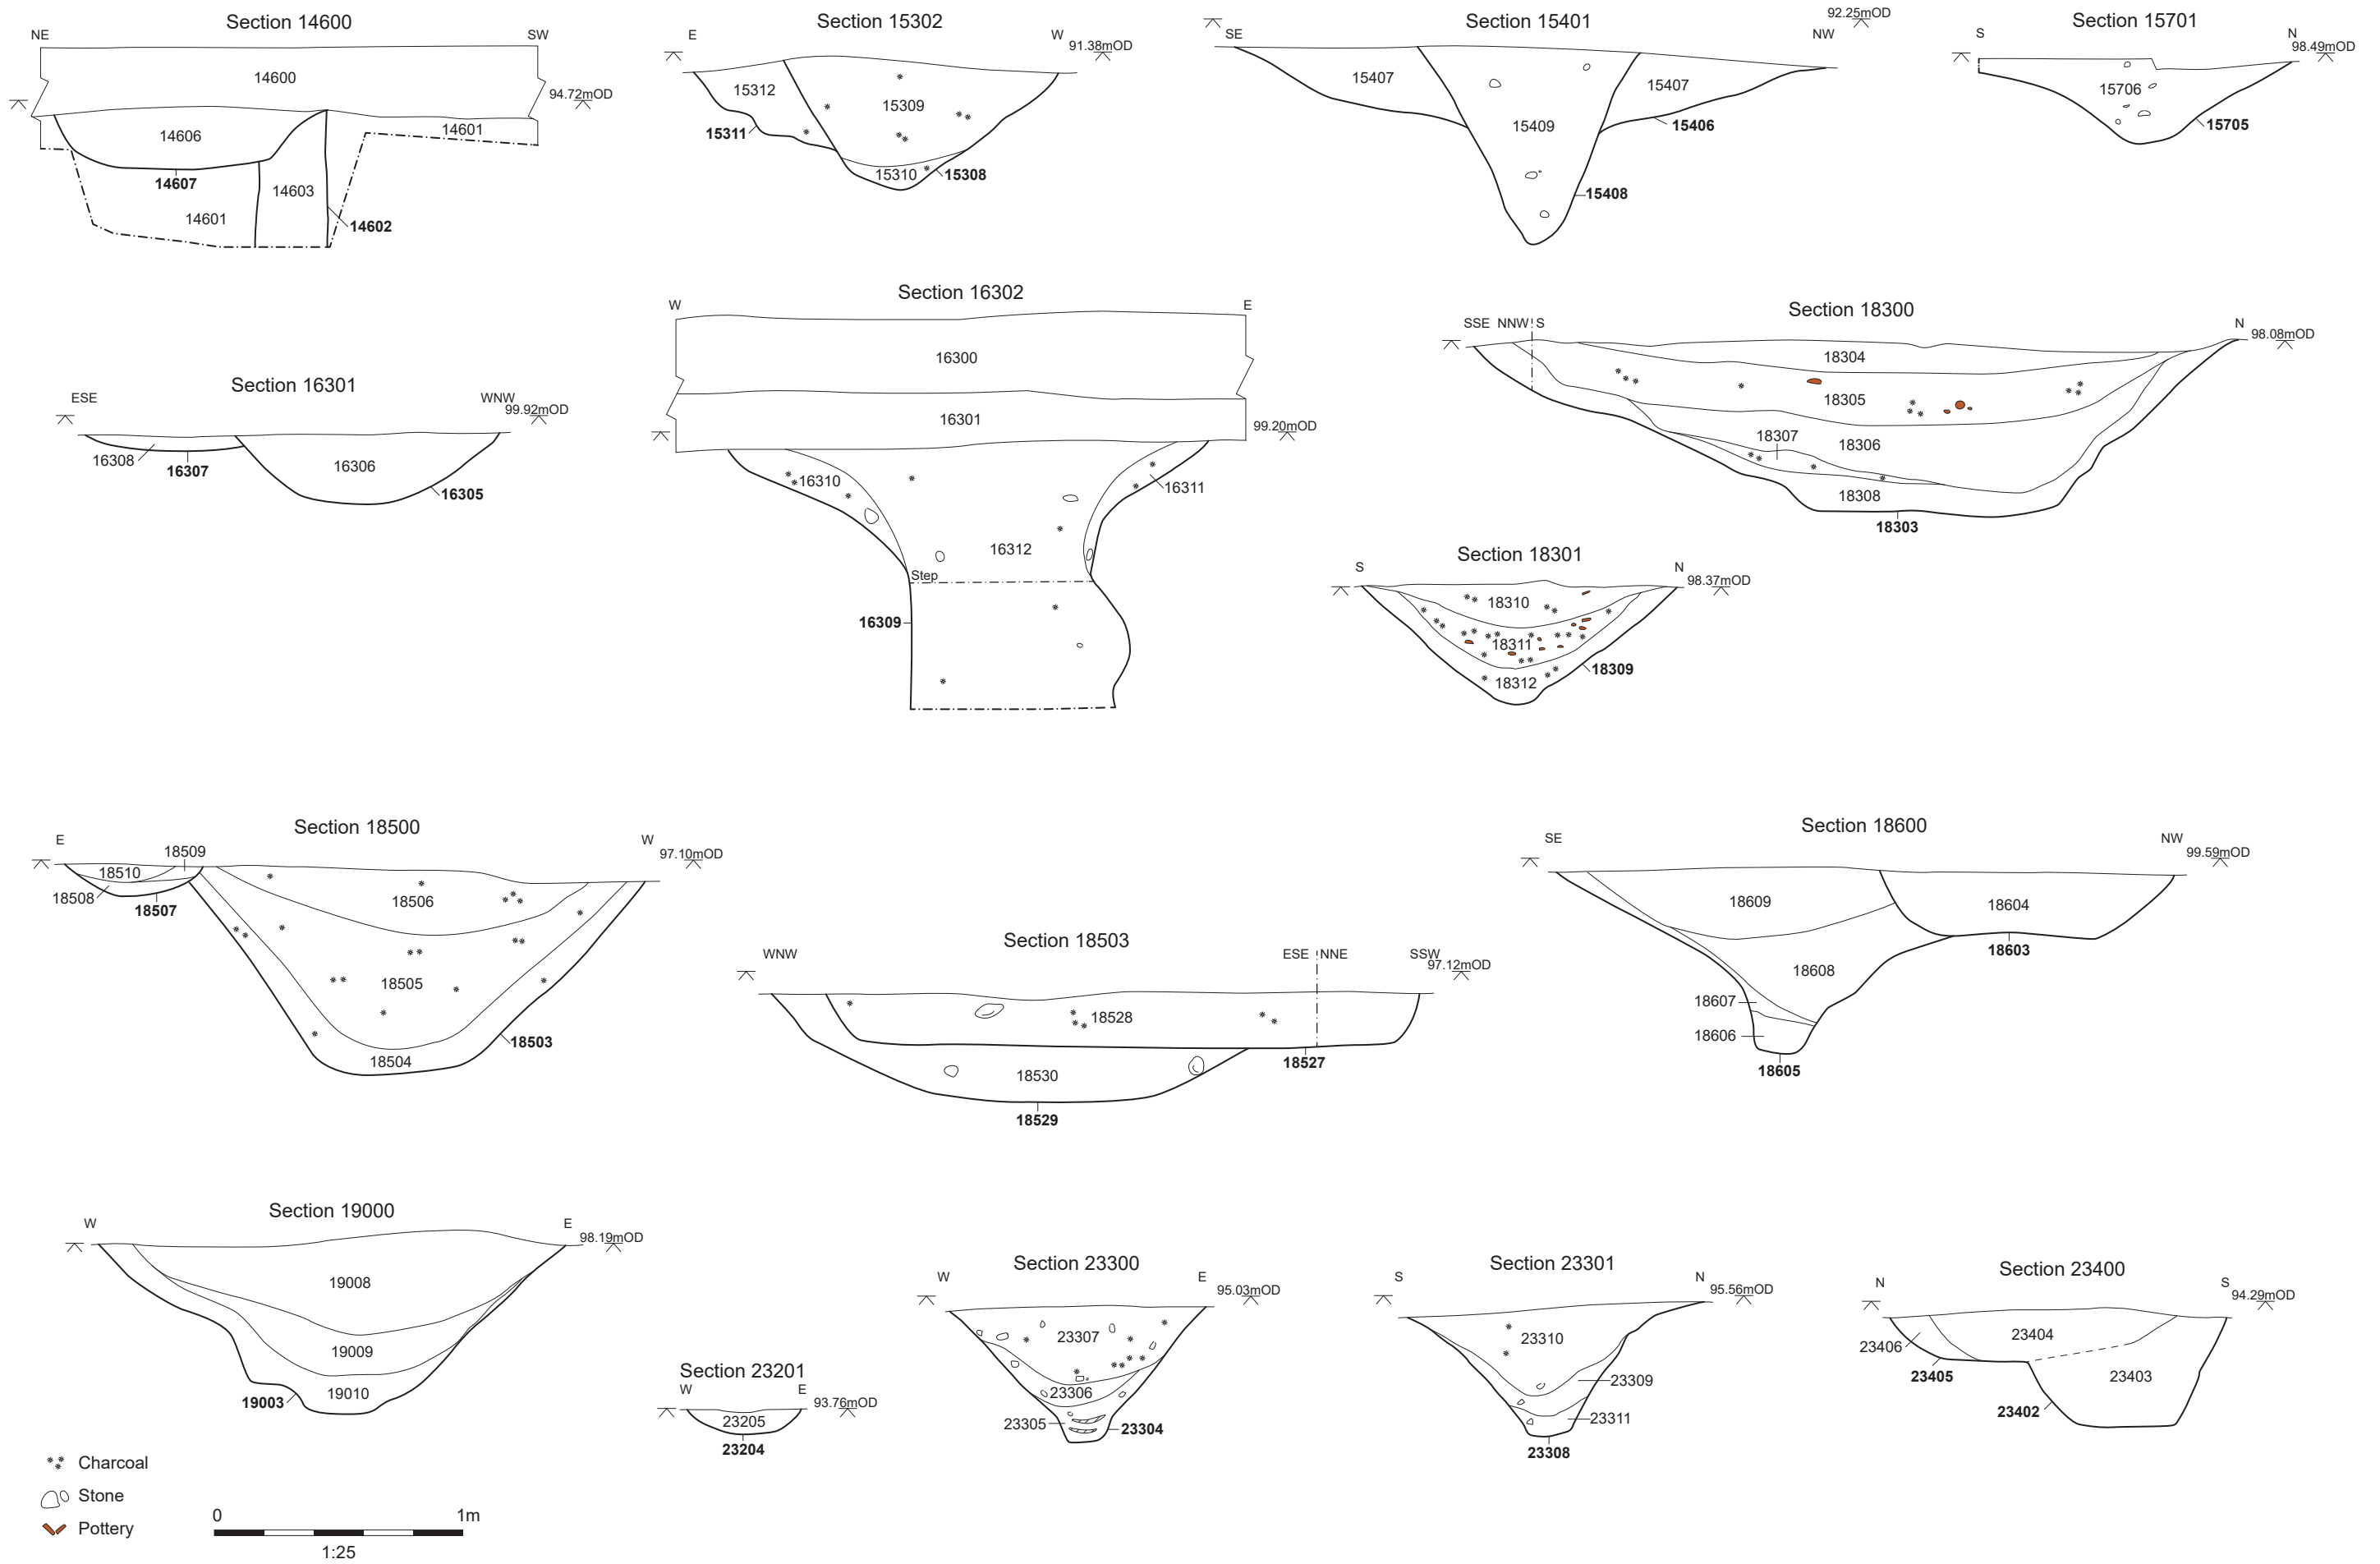 Section 14600
NE
SW
14600
94.72mOD
14606
14601
14607
14603
14601
14602
Section 15302
E
W
91.38mOD
15312
15309
15311
15310
15308
Section 15401
92.25mOD
SE
NW
15407
15407
15409
15406
15408
Section 15701
S
N
98.49mOD
15706
15705
Section 16301
ESE
WNW
99.92mOD
16308
16307
16306
16305
Section 16302
W
E
16300
16301
99.20mOD
16310
16311
16312
Step
16309
Section 18300
SSE
NNW
S
N
98.08mOD
18304
18305
18307
18306
18308
18303
Section 18301
S
N
98.37mOD
18310
18311
18309
18312
Section 18500
E
W
97.10mOD
18509
18510
18508
18507
18506
18505
18503
18504
Section 18503
WNW
ESE
NNE
SSW
97.12mOD
18528
18527
18530
18529
Section 18600
SE
NW
99.59mOD
18609
18604
18603
18608
18607
18606
18605
Section 19000
W
E
98.19mOD
19008
19009
19010
19003
Section 23201
W
E
93.76mOD
23205
23204
Section 23300
W
E
95.03mOD
23307
23306
23305
23304
Section 23301
S
N
95.56mOD
23310
23309
23311
23308
Section 23400
N
S
94.29mOD
23404
23406
23405
23403
23402
Charcoal
Stone
Pottery
0
1m
1:25